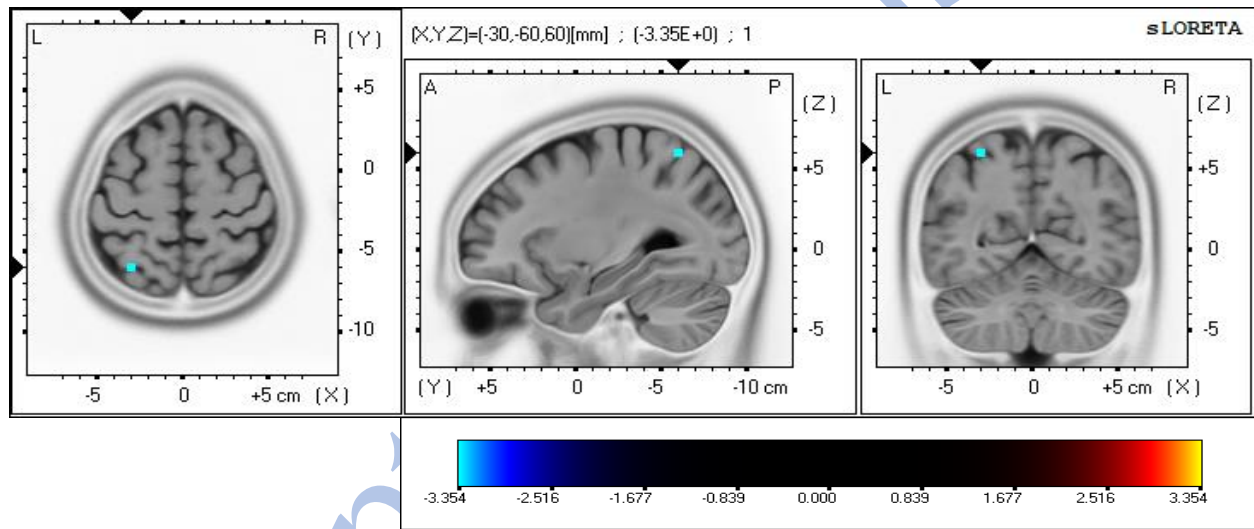 L R (Y)
+5
0
-5
-10
-5 0 +5 cm (X)
(X,Y,Z)=(-30,-60,60)[mm] ; (-3.35E+0) ; 1
sLORETA
A P (Z)
+5
0
-5
(Y) +5 0 -5 -10 cm
L R (Z)
+5
0
-5
-5 0 +5 cm (X)
-3.354 -2.516 -1.677 -0.839 0.000 0.839 1.677 2.516 3.354